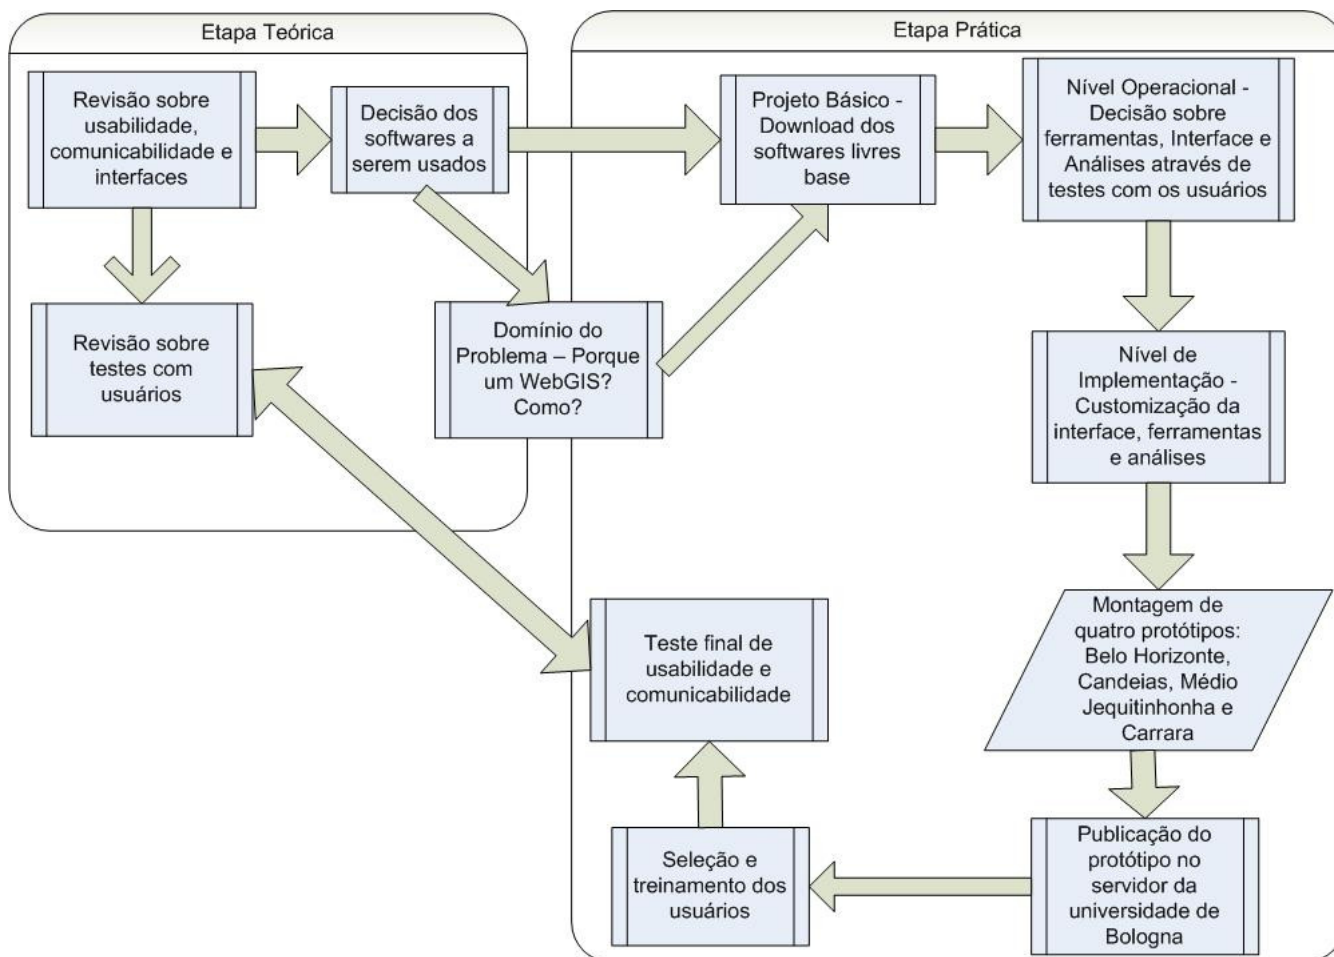 Etapa Teórica
Revisão sobre
usabilidade,
comunicabilidade e
interfaces
Decisão dos
softwares a
serem usados
Revisão sobre
testes com
usuários
Domínio do
Problema – Porque
um WebGIS?
Como?
Etapa Prática
Projeto Básico -
Download dos
softwares livres
base
Nível Operacional -
Decisão sobre
ferramentas, Interface e
Análises através de
testes com os usuários
Nível de
Implementação -
Customização da
interface, ferramentas
e análises
Montagem de
quatro protótipos:
Belo Horizonte,
Candeias, Médio
Jequitinhonha e
Carrara
Publicação do
protótipo no
servidor da
universidade de
Bologna
Seleção e
treinamento dos
usuários
Teste final de
usabilidade e
comunicabilidade